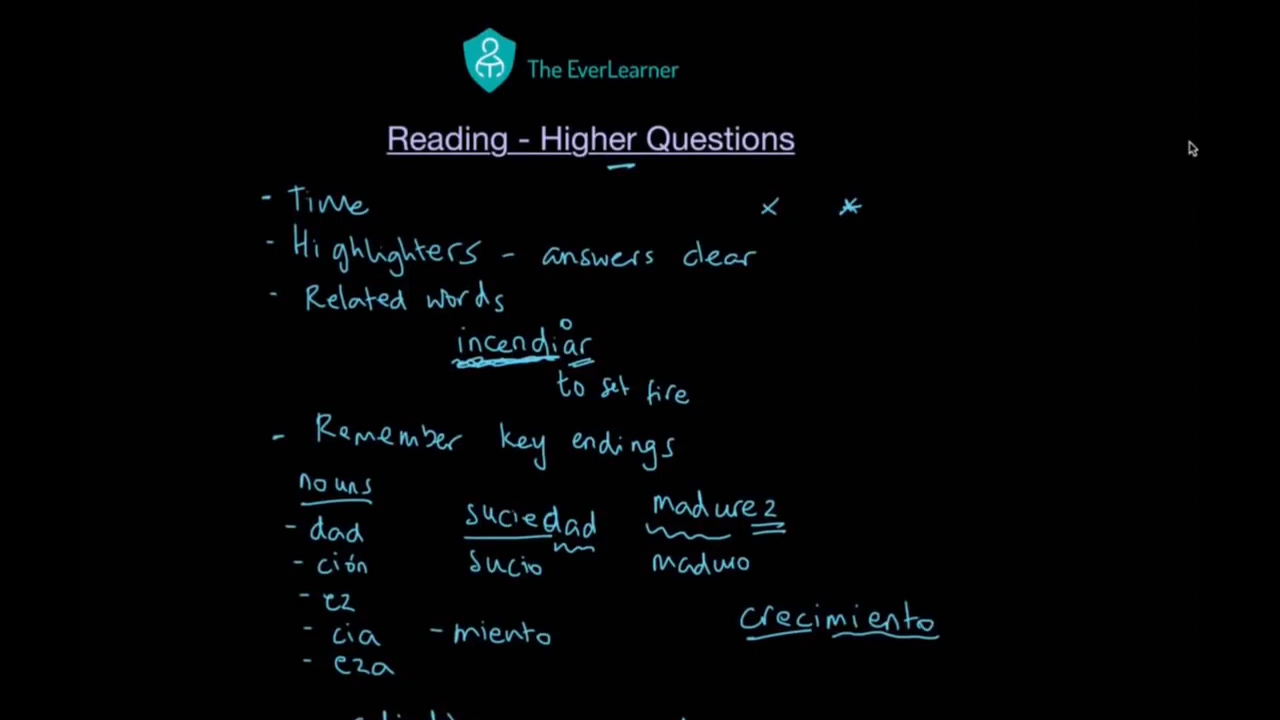 The EverLearner
Reading - Higher Questions
- Time x *
- Highlighters - answers clear
- Related words
o
incendiar
to set fire
- Remember key endings
nouns
- dad suciedad madurez
- ción sucio maduro
- ez
- cia - miento crecimiento
- eza